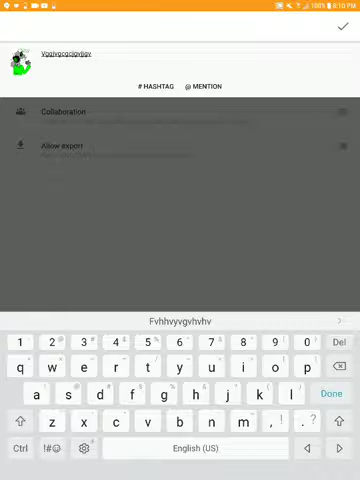 100% 8:10 PM
Vggjvgcgcjgvjjgv
# HASHTAG @ MENTION
Collaboration
Allow export
Fvhhvyvgvhvhv
1 2 3 4 5 6 7 8 9 0 Del
q w e r t y u i o p
a s d f g h j k l Done
z x c v b n m , ! . ?
Ctrl !#☺ English (US)